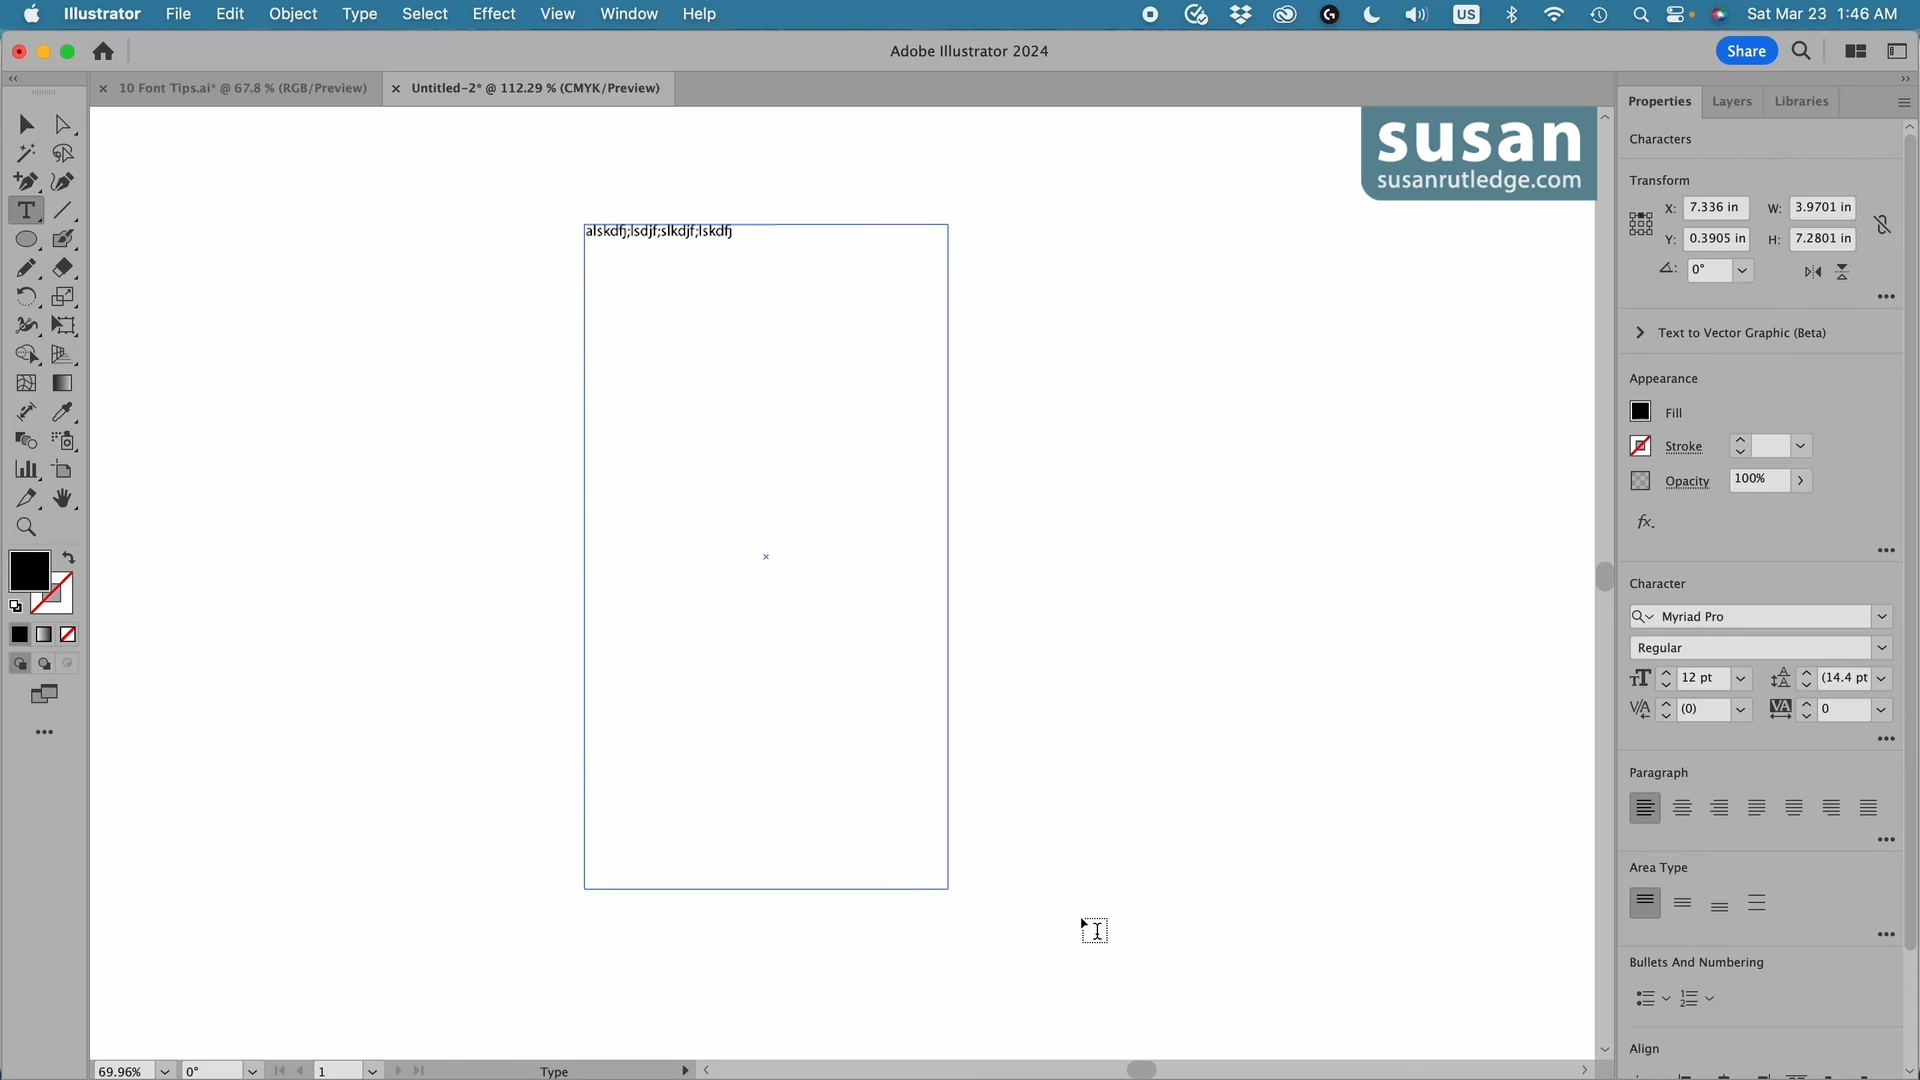 Illustrator File Edit Object Type Select Effect View Window Help US Sat Mar 23 1:46 AM
Adobe Illustrator 2024
Share
10 Font Tips.ai* @ 67.8 % (RGB/Preview)
Untitled-2* @ 112.29 % (CMYK/Preview)
Properties Layers Libraries
susan
susanrutledge.com
Characters
Transform
X: 7.336 in W: 3.9701 in
Y: 0.3905 in H: 7.2801 in
0°
alskdfj;lsdjf;slkdjf;lskdfj
Text to Vector Graphic (Beta)
Appearance
Fill
Stroke
Opacity 100%
fx.
Character
Myriad Pro
Regular
12 pt (14.4 pt
(0) 0
Paragraph
Area Type
Bullets And Numbering
Align
69.96% 0° 1 Type